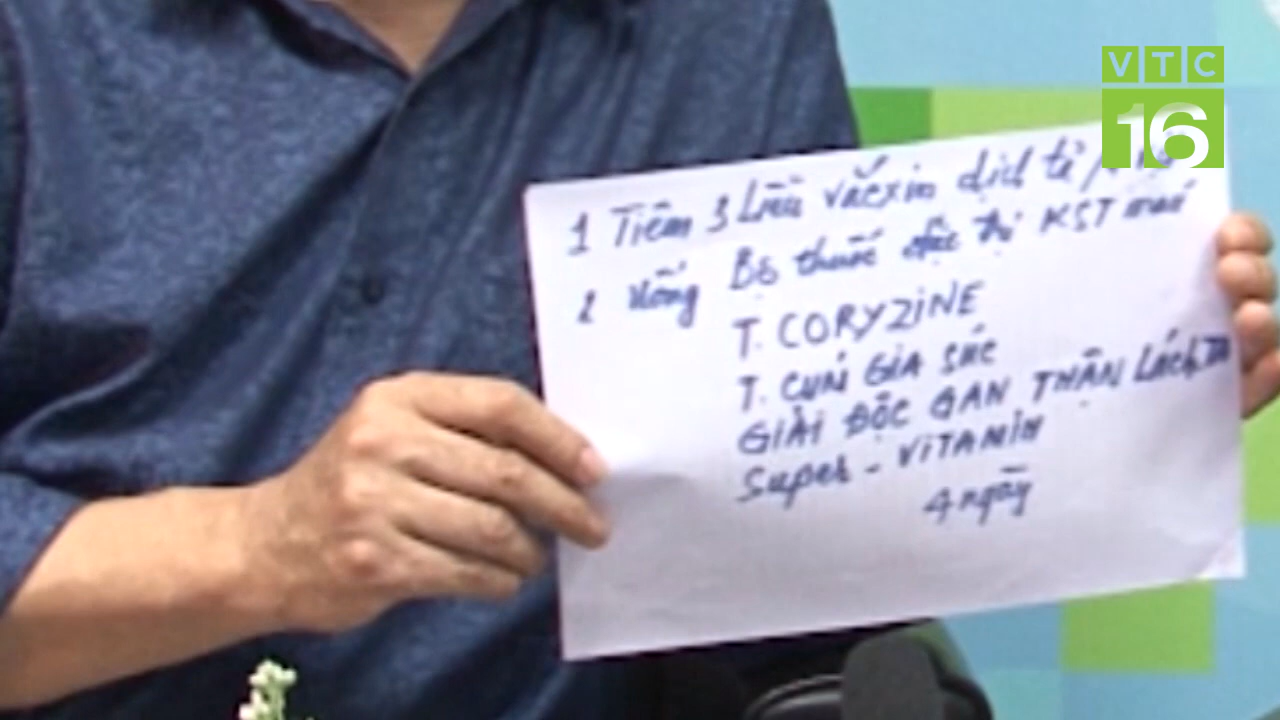 VTC
16
1 Tiêm 3 Liều vắcxin dịch tả
2 Uống Bộ thuốc đặc trị KST máu
T. CORYZINE
T. CÚM GIA SÚC
GIẢI ĐỘC GAN THẬN LÁCH
Super - VITAMIN
4 ngày